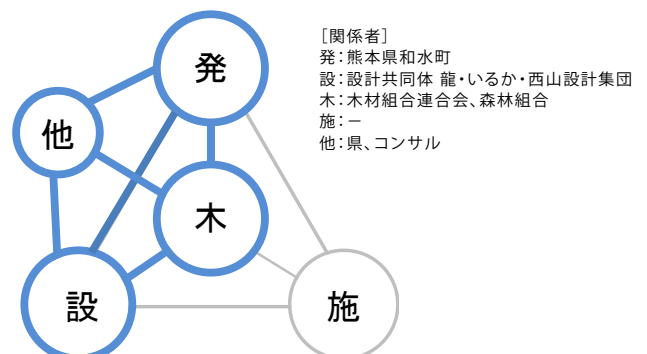 発
他
木
設
施
[関係者]
発:熊本県和水町
設:設計共同体 龍・いるか・西山設計集団
木:木材組合連合会、森林組合
施:－
他:県、コンサル